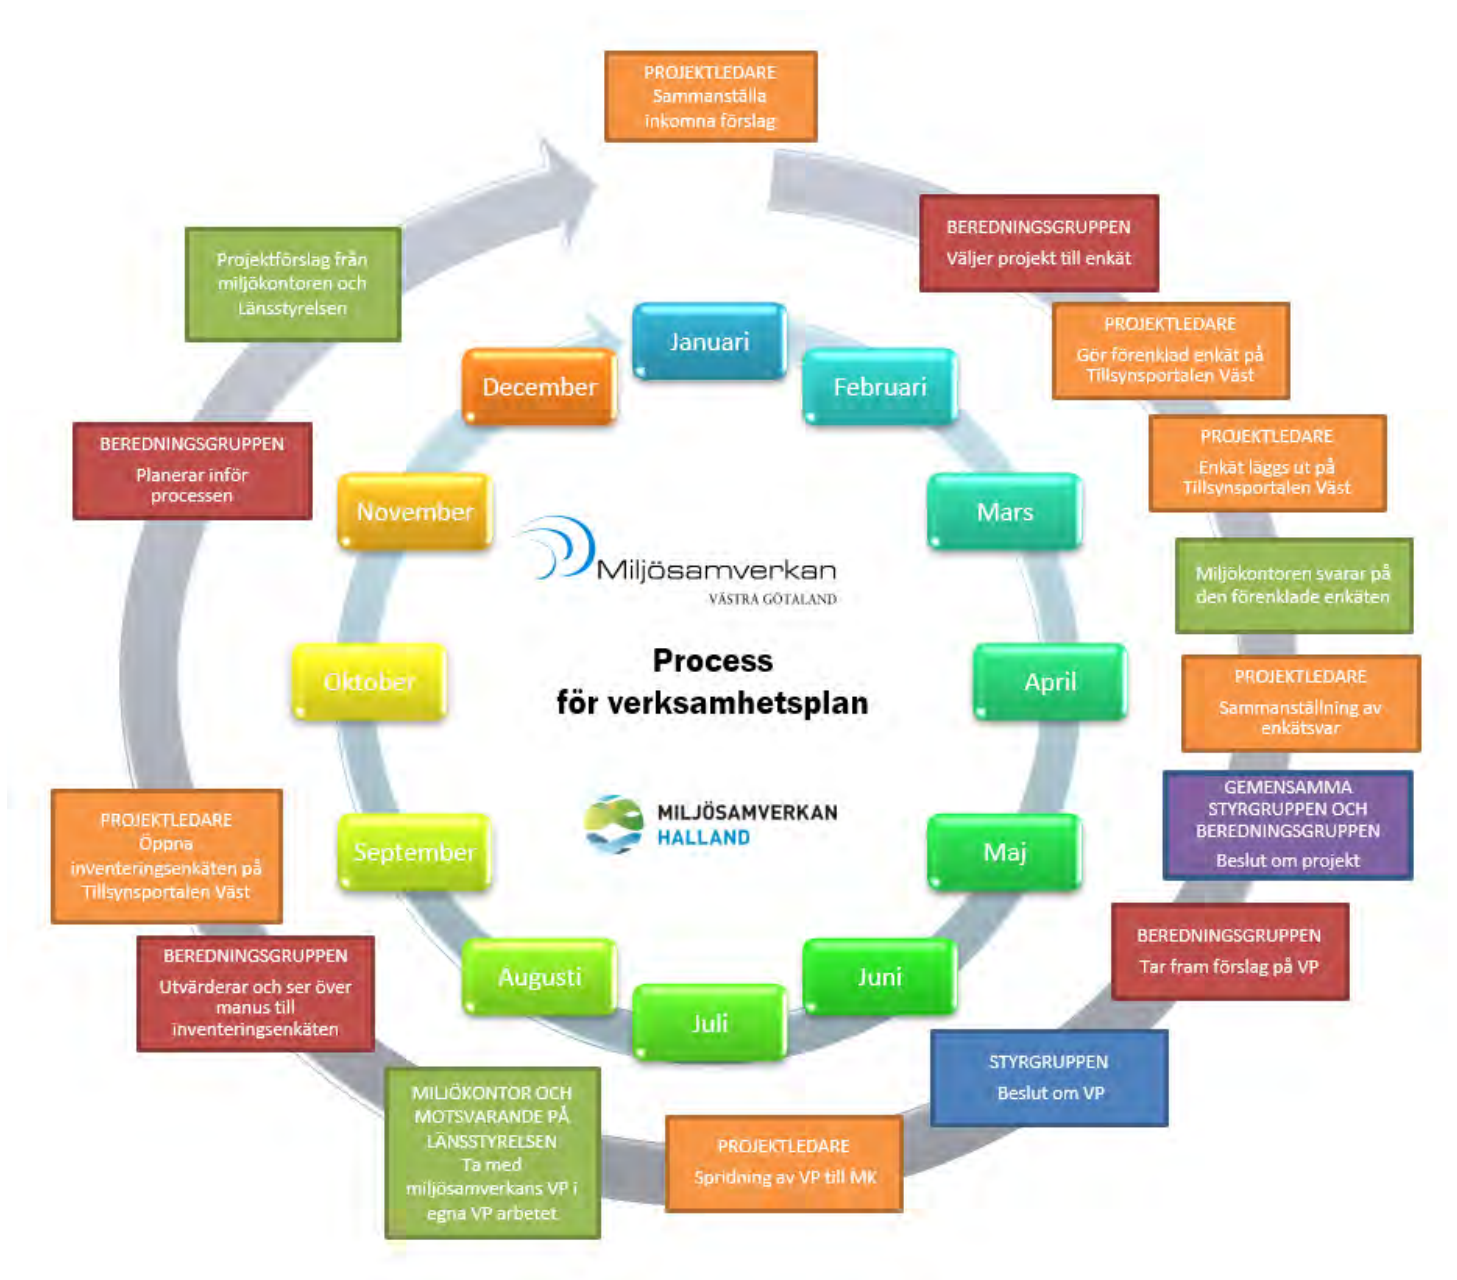 PROJEKTLEDARE
Sammanställa
inkomna förslag
BEREDNINGSGRUPPEN
Väljer projekt till enkät
PROJEKTLEDARE
Gör förenklad enkät på
Tillsynsportalen Väst
PROJEKTLEDARE
Enkät läggs ut på
Tillsynsportalen Väst
Miljökontoren svarar på
den förenklade enkäten
PROJEKTLEDARE
Sammanställning av
enkätsvar
GEMENSAMMA
STYRGRUPPEN OCH
BEREDNINGSGRUPPEN
Beslut om projekt
BEREDNINGSGRUPPEN
Tar fram förslag på VP
STYRGRUPPEN
Beslut om VP
PROJEKTLEDARE
Spridning av VP till MK
MILJÖKONTOR OCH
MOTSVARANDE PÅ
LÄNSSTYRELSEN
Ta med
miljösamverkans VP i
egna VP arbetet
BEREDNINGSGRUPPEN
Utvärderar och ser över
manus till
inventeringsenkäten
PROJEKTLEDARE
Öppna
inventeringsenkäten på
Tillsynsportalen Väst
BEREDNINGSGRUPPEN
Planerar inför
processen
Projektförslag från
miljökontoren och
Länsstyrelsen
Januari
Februari
Mars
April
Maj
Juni
Juli
Augusti
September
Oktober
November
December
Miljösamverkan
VÄSTRA GÖTALAND
Process
för verksamhetsplan
MILJÖSAMVERKAN
HALLAND